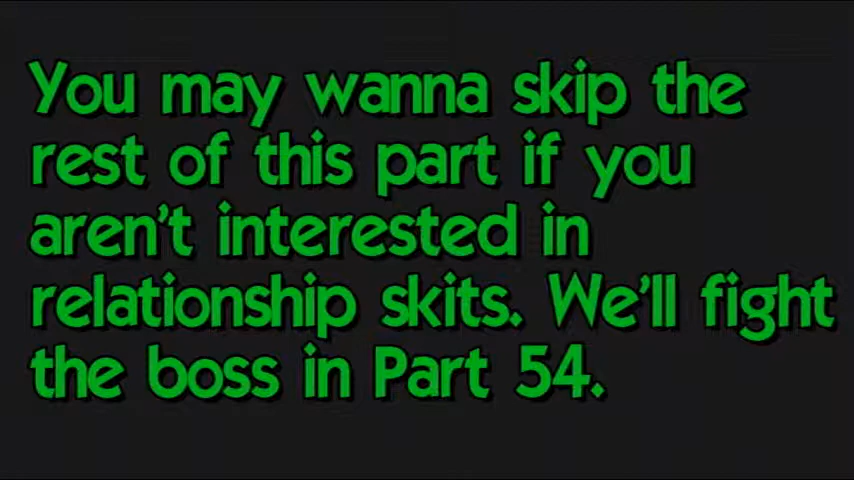 You may wanna skip the
rest of this part if you
aren't interested in
relationship skits. We'll fight
the boss in Part 54.